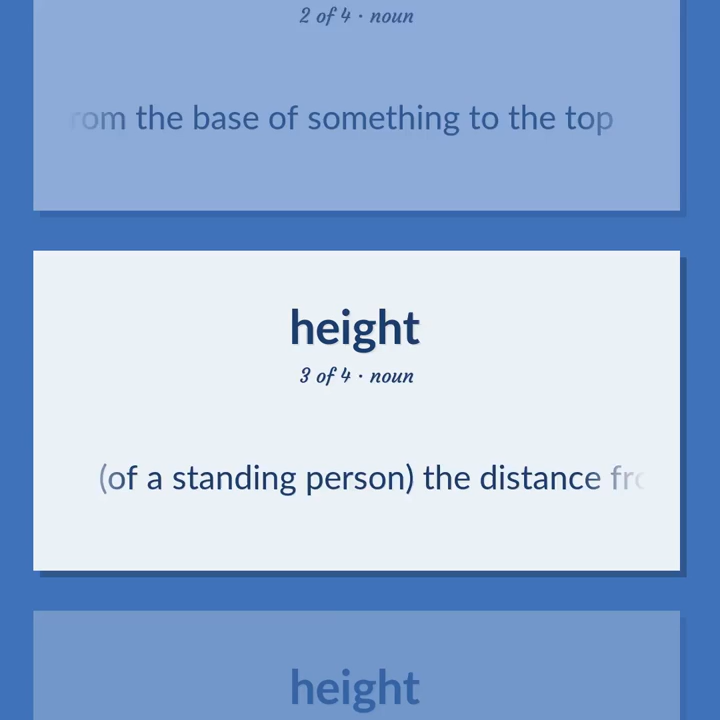 2 of 4 · noun
rom the base of something to the top
height
3 of 4 · noun
(of a standing person) the distance fro
height